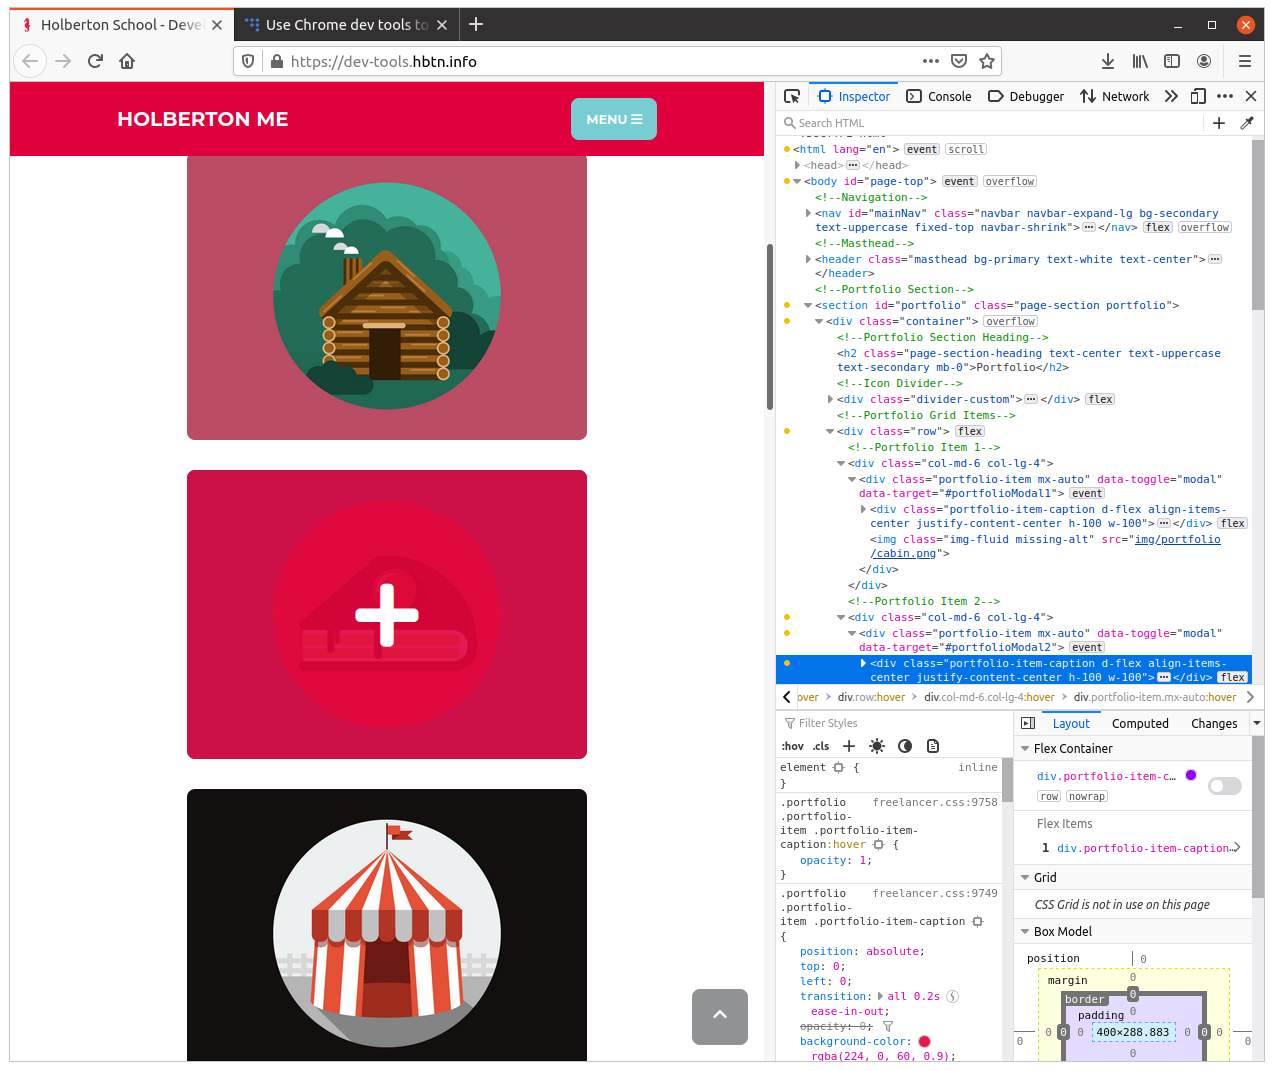 Holberton School - Deve
Use Chrome dev tools to
https://dev-tools.hbtn.info
HOLBERTON ME
MENU
Inspector
Console
Debugger
Network
Search HTML
<html lang="en"> event scroll
<head> </head>
<body id="page-top"> event overflow
<!--Navigation-->
<nav id="mainNav" class="navbar navbar-expand-lg bg-secondary
text-uppercase fixed-top navbar-shrink"> </nav> flex overflow
<!--Masthead-->
<header class="masthead bg-primary text-white text-center">
</header>
<!--Portfolio Section-->
<section id="portfolio" class="page-section portfolio">
<div class="container"> overflow
<!--Portfolio Section Heading-->
<h2 class="page-section-heading text-center text-uppercase
text-secondary mb-0">Portfolio</h2>
<!--Icon Divider-->
<div class="divider-custom"> </div> flex
<!--Portfolio Grid Items-->
<div class="row"> flex
<!--Portfolio Item 1-->
<div class="col-md-6 col-lg-4">
<div class="portfolio-item mx-auto" data-toggle="modal"
data-target="#portfolioModal1"> event
<div class="portfolio-item-caption d-flex align-items-
center justify-content-center h-100 w-100"> </div> flex
<img class="img-fluid missing-alt" src="img/portfolio
/cabin.png">
</div>
</div>
<!--Portfolio Item 2-->
<div class="col-md-6 col-lg-4">
<div class="portfolio-item mx-auto" data-toggle="modal"
data-target="#portfolioModal2"> event
<div class="portfolio-item-caption d-flex align-items-
center justify-content-center h-100 w-100"> </div> flex
over > div.row:hover > div.col-md-6.col-lg-4:hover > div.portfolio-item.mx-auto:hover
Filter Styles
:hov .cls +
element { inline
}
.portfolio freelancer.css:9758
.portfolio-
item .portfolio-item-
caption:hover {
opacity: 1;
}
.portfolio freelancer.css:9749
.portfolio-
item .portfolio-item-caption
{
position: absolute;
top: 0;
left: 0;
transition: all 0.2s
ease-in-out;
opacity: 0;
background-color:
rgba(224, 0, 60, 0.9);
Layout Computed Changes
Flex Container
div.portfolio-item-c…
row nowrap
Flex Items
1 div.portfolio-item-caption…
Grid
CSS Grid is not in use on this page
Box Model
position 0
margin 0
border 0
padding 0
0 0 0 0 400×288.883 0 0 0 0
0